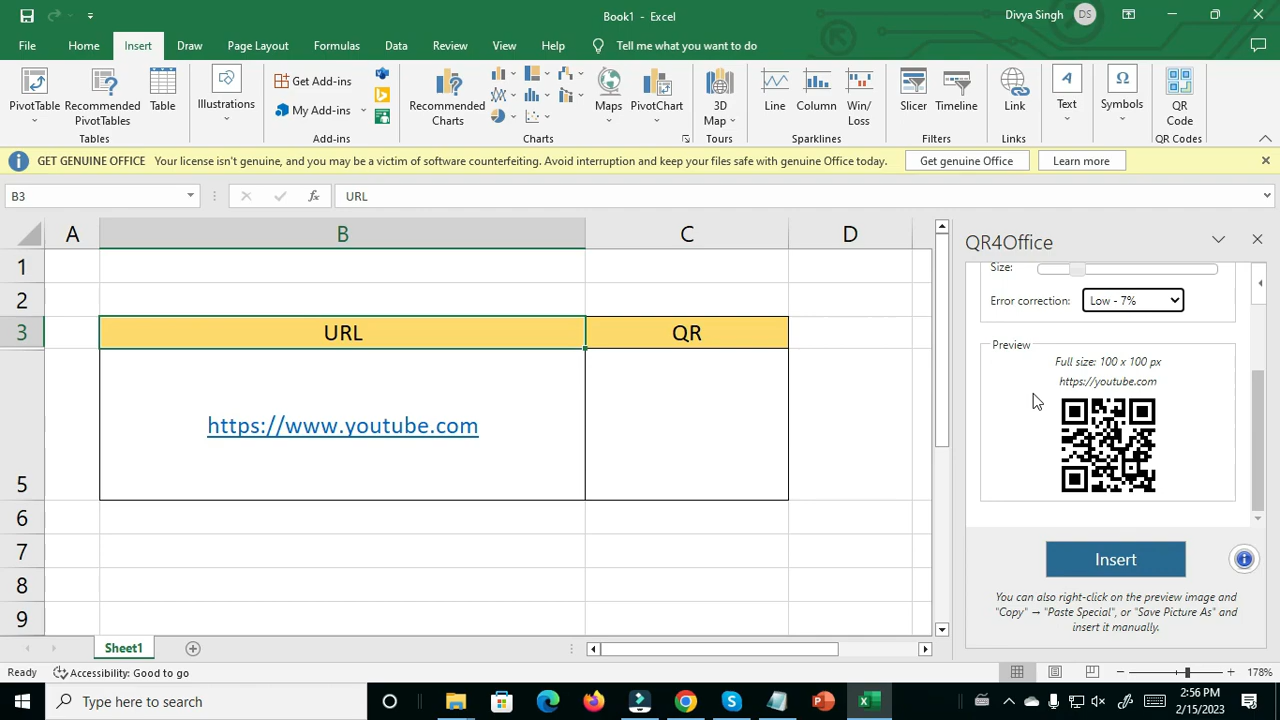 Book1 - Excel
Divya Singh DS
File Home Insert Draw Page Layout Formulas Data Review View Help Tell me what you want to do
PivotTable
Recommended PivotTables
Table
Tables
Illustrations
Get Add-ins
My Add-ins
Add-ins
Recommended Charts
Maps
PivotChart
Charts
3D Map
Tours
Line
Column
Win/Loss
Sparklines
Slicer
Timeline
Filters
Link
Links
Text
Symbols
QR Code
QR Codes
GET GENUINE OFFICE Your license isn't genuine, and you may be a victim of software counterfeiting. Avoid interruption and keep your files safe with genuine Office today. Get genuine Office Learn more
B3 fx URL
A B C D
1
2
3 URL QR
https://www.youtube.com
5
6
7
8
9
QR4Office
Size:
Error correction: Low - 7%
Preview
Full size: 100 x 100 px
https://youtube.com
Insert
You can also right-click on the preview image and
"Copy" → "Paste Special", or "Save Picture As" and
insert it manually.
Sheet1
Ready Accessibility: Good to go 178%
Type here to search
2:56 PM
2/15/2023